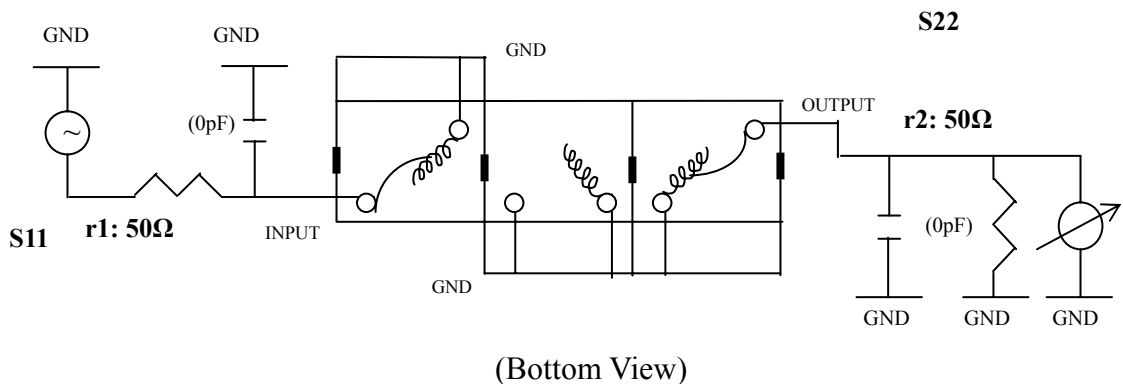 S22
GND
GND
GND
OUTPUT
r2: 50Ω
~
(0pF)
r1: 50Ω
S11
INPUT
(0pF)
GND
GND
GND
GND
(Bottom View)